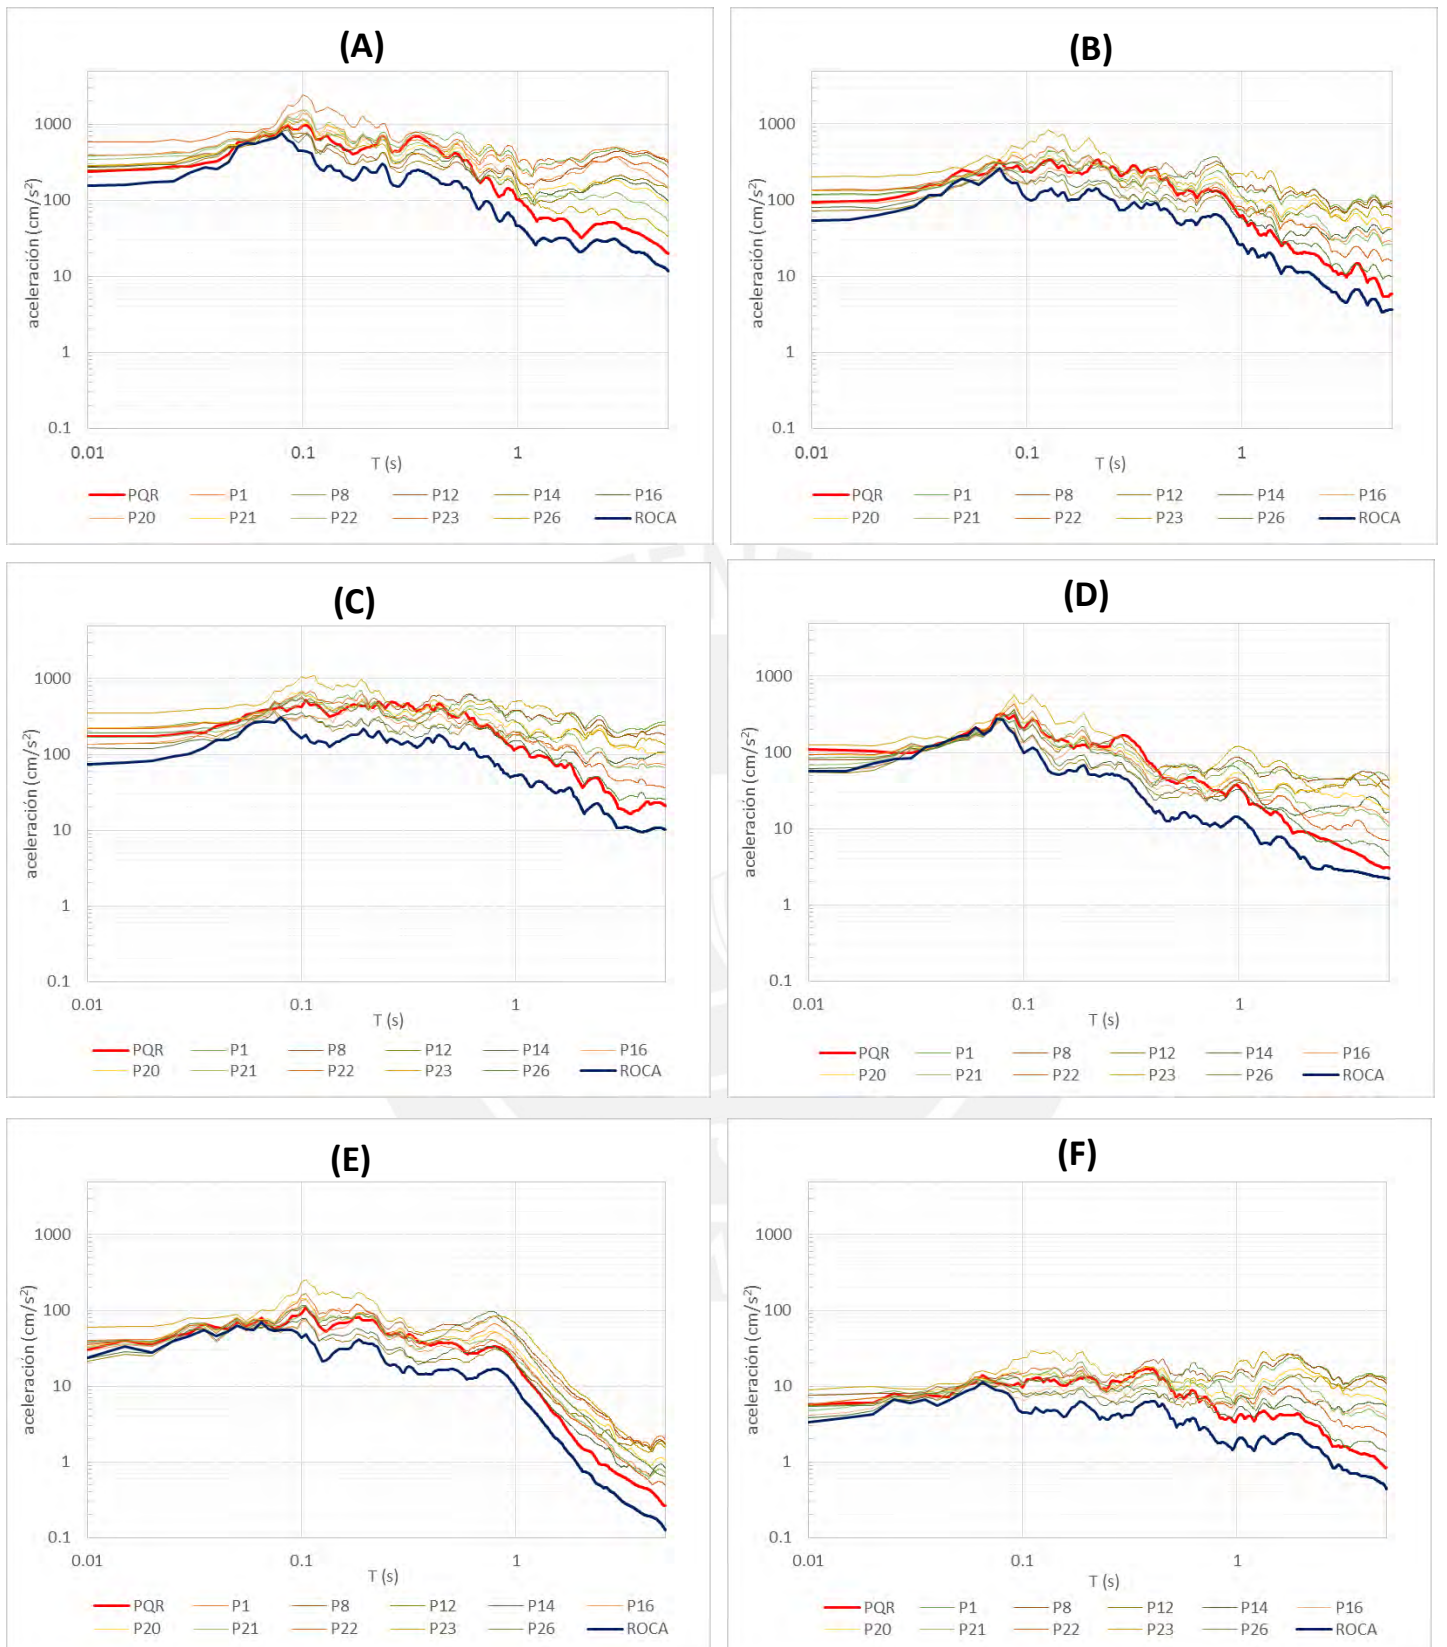 (A)
aceleración (cm/s²)
1000
100
10
1
0.1
0.01 0.1 1
T (s)
PQR P1 P8 P12 P14 P16
P20 P21 P22 P23 P26 ROCA
(B)
aceleración (cm/s²)
1000
100
10
1
0.1
0.01 0.1 1
T (s)
PQR P1 P8 P12 P14 P16
P20 P21 P22 P23 P26 ROCA
(C)
aceleración (cm/s²)
1000
100
10
1
0.1
0.01 0.1 1
T (s)
PQR P1 P8 P12 P14 P16
P20 P21 P22 P23 P26 ROCA
(D)
aceleración (cm/s²)
1000
100
10
1
0.1
0.01 0.1 1
T (s)
PQR P1 P8 P12 P14 P16
P20 P21 P22 P23 P26 ROCA
(E)
aceleración (cm/s²)
1000
100
10
1
0.1
0.01 0.1 1
T (s)
PQR P1 P8 P12 P14 P16
P20 P21 P22 P23 P26 ROCA
(F)
aceleración (cm/s²)
1000
100
10
1
0.1
0.01 0.1 1
T (s)
PQR P1 P8 P12 P14 P16
P20 P21 P22 P23 P26 ROCA